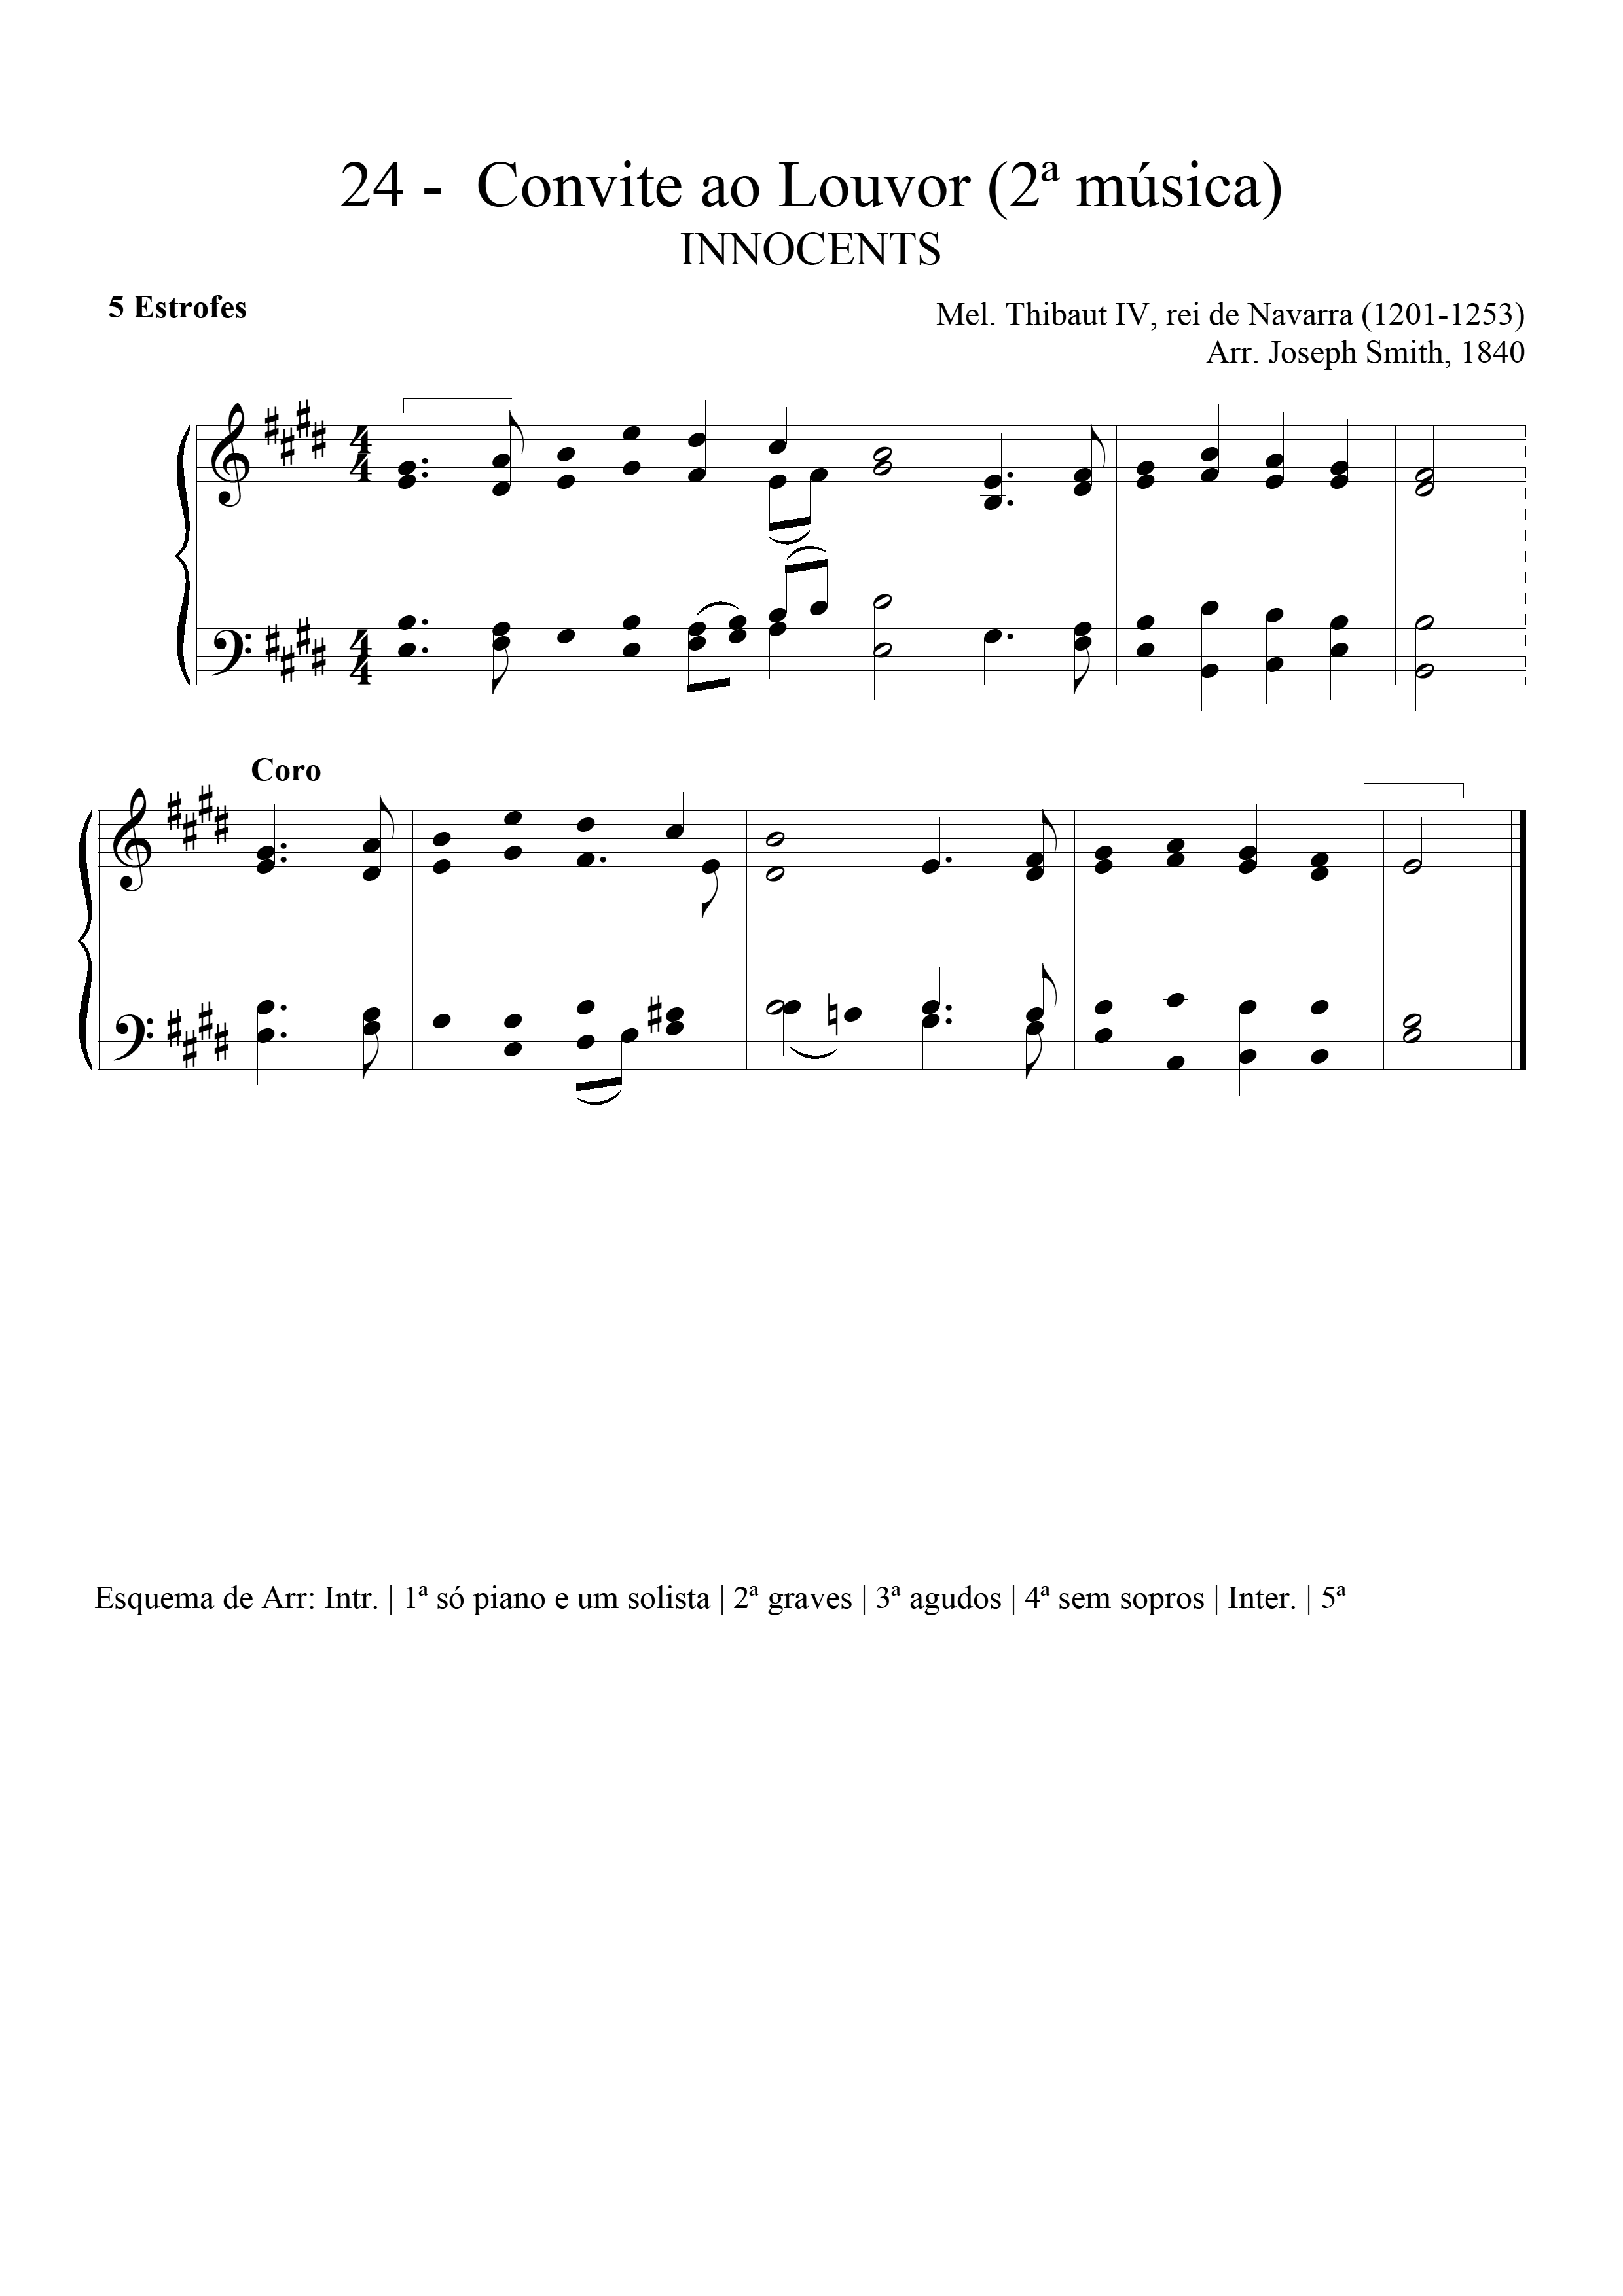 24 - Convite ao Louvor (2ª música)
INNOCENTS
5 Estrofes
Mel. Thibaut IV, rei de Navarra (1201-1253)
Arr. Joseph Smith, 1840
Coro
Esquema de Arr: Intr. | 1ª só piano e um solista | 2ª graves | 3ª agudos | 4ª sem sopros | Inter. | 5ª